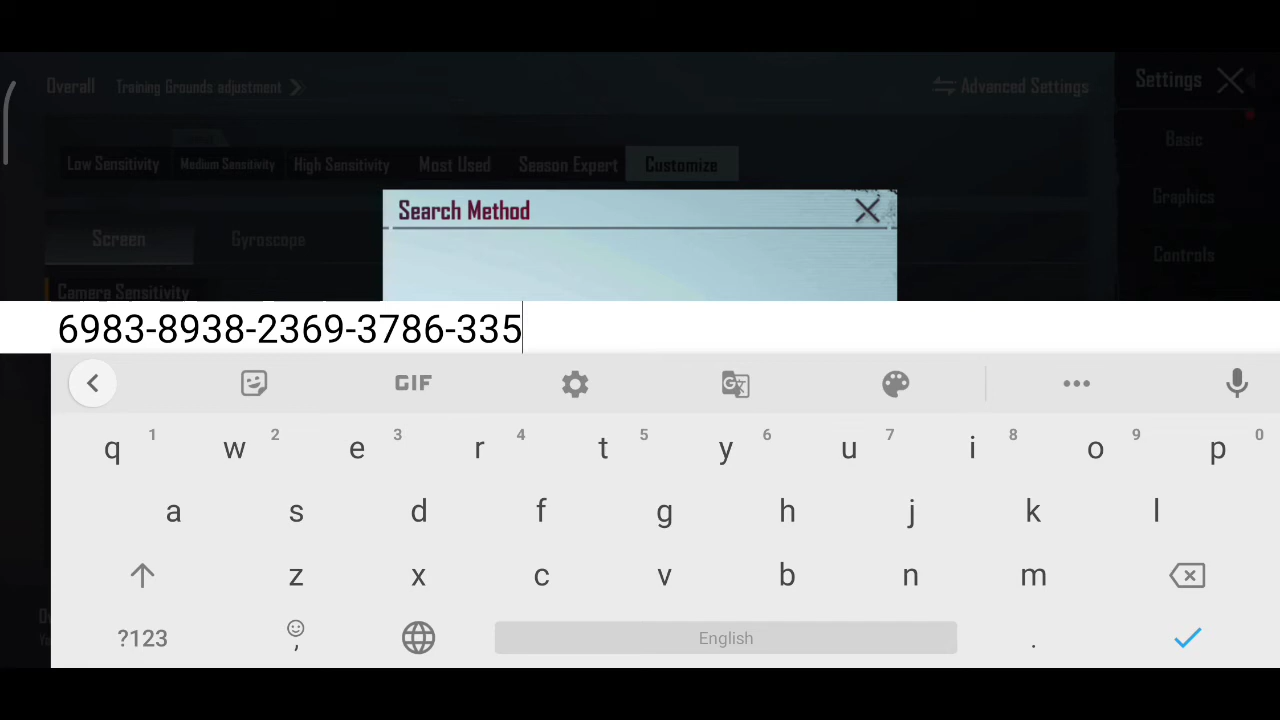 Overall Training Grounds adjustment Advanced Settings Settings
Basic
Low Sensitivity Medium Sensitivity High Sensitivity Most Used Season Expert Customize
Graphics
Search Method
Screen Gyroscope
Controls
Camera Sensitivity
6983-8938-2369-3786-335
GIF
q 1 w 2 e 3 r 4 t 5 y 6 u 7 i 8 o 9 p 0
a s d f g h j k l
z x c v b n m
?123 , English .